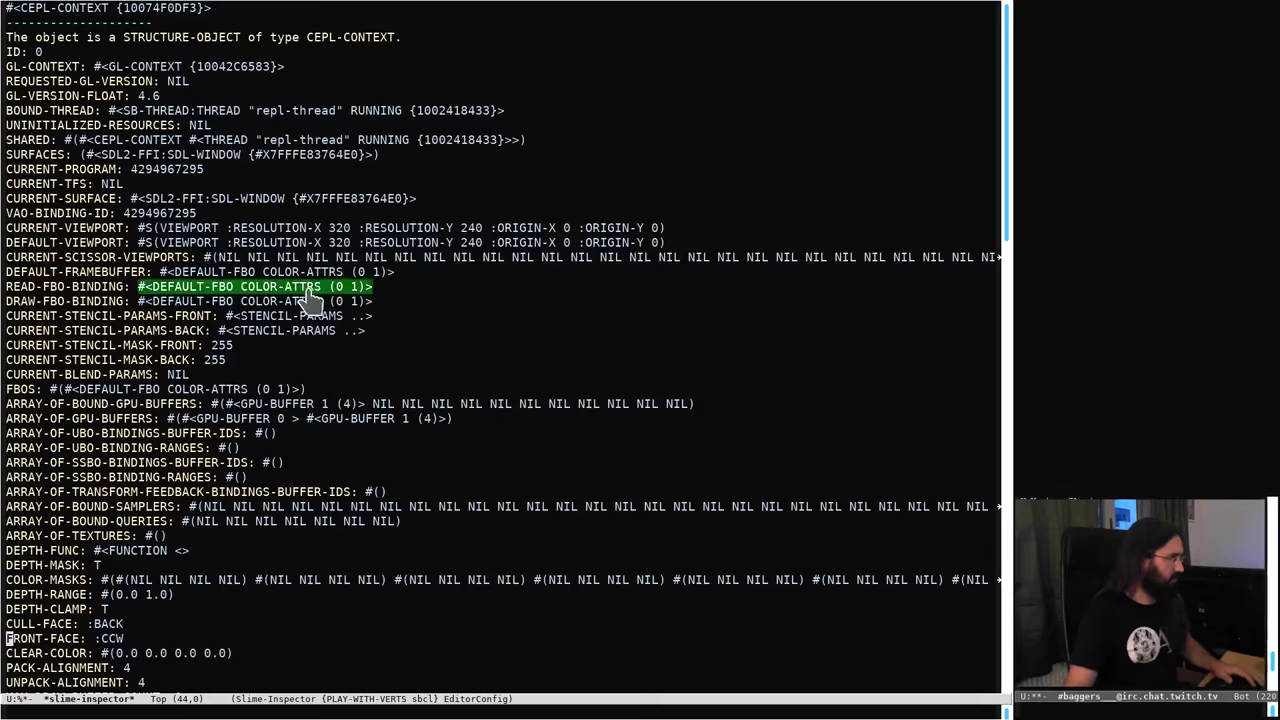 #<CEPL-CONTEXT {10074F0DF3}>
--------------------
The object is a STRUCTURE-OBJECT of type CEPL-CONTEXT.
ID: 0
GL-CONTEXT: #<GL-CONTEXT {10042C6583}>
REQUESTED-GL-VERSION: NIL
GL-VERSION-FLOAT: 4.6
BOUND-THREAD: #<SB-THREAD:THREAD "repl-thread" RUNNING {1002418433}>
UNINITIALIZED-RESOURCES: NIL
SHARED: #(#<CEPL-CONTEXT #<THREAD "repl-thread" RUNNING {1002418433}>>)
SURFACES: (#<SDL2-FFI:SDL-WINDOW {#X7FFFE83764E0}>)
CURRENT-PROGRAM: 4294967295
CURRENT-TFS: NIL
CURRENT-SURFACE: #<SDL2-FFI:SDL-WINDOW {#X7FFFE83764E0}>
VAO-BINDING-ID: 4294967295
CURRENT-VIEWPORT: #S(VIEWPORT :RESOLUTION-X 320 :RESOLUTION-Y 240 :ORIGIN-X 0 :ORIGIN-Y 0)
DEFAULT-VIEWPORT: #S(VIEWPORT :RESOLUTION-X 320 :RESOLUTION-Y 240 :ORIGIN-X 0 :ORIGIN-Y 0)
CURRENT-SCISSOR-VIEWPORTS: #(NIL NIL NIL NIL NIL NIL NIL NIL NIL NIL NIL NIL NIL NIL NIL NIL NIL NIL NIL NIL NIL NIL NIL NIL NIL NIL NI
DEFAULT-FRAMEBUFFER: #<DEFAULT-FBO COLOR-ATTRS (0 1)>
READ-FBO-BINDING: #<DEFAULT-FBO COLOR-ATTRS (0 1)>
DRAW-FBO-BINDING: #<DEFAULT-FBO COLOR-ATTRS (0 1)>
CURRENT-STENCIL-PARAMS-FRONT: #<STENCIL-PARAMS ..>
CURRENT-STENCIL-PARAMS-BACK: #<STENCIL-PARAMS ..>
CURRENT-STENCIL-MASK-FRONT: 255
CURRENT-STENCIL-MASK-BACK: 255
CURRENT-BLEND-PARAMS: NIL
FBOS: #(#<DEFAULT-FBO COLOR-ATTRS (0 1)>)
ARRAY-OF-BOUND-GPU-BUFFERS: #(#<GPU-BUFFER 1 (4)> NIL NIL NIL NIL NIL NIL NIL NIL NIL NIL NIL)
ARRAY-OF-GPU-BUFFERS: #(#<GPU-BUFFER 0 > #<GPU-BUFFER 1 (4)>)
ARRAY-OF-UBO-BINDINGS-BUFFER-IDS: #()
ARRAY-OF-UBO-BINDING-RANGES: #()
ARRAY-OF-SSBO-BINDINGS-BUFFER-IDS: #()
ARRAY-OF-SSBO-BINDING-RANGES: #()
ARRAY-OF-TRANSFORM-FEEDBACK-BINDINGS-BUFFER-IDS: #()
ARRAY-OF-BOUND-SAMPLERS: #(NIL NIL NIL NIL NIL NIL NIL NIL NIL NIL NIL NIL NIL NIL NIL NIL NIL NIL NIL NIL NIL NIL NIL NIL NIL NIL NIL
ARRAY-OF-BOUND-QUERIES: #(NIL NIL NIL NIL NIL NIL NIL)
ARRAY-OF-TEXTURES: #()
DEPTH-FUNC: #<FUNCTION <>
DEPTH-MASK: T
COLOR-MASKS: #(#(NIL NIL NIL NIL) #(NIL NIL NIL NIL) #(NIL NIL NIL NIL) #(NIL NIL NIL NIL) #(NIL NIL NIL NIL) #(NIL NIL NIL NIL) #(NIL
DEPTH-RANGE: #(0.0 1.0)
DEPTH-CLAMP: T
CULL-FACE: :BACK
FRONT-FACE: :CCW
CLEAR-COLOR: #(0.0 0.0 0.0 0.0)
PACK-ALIGNMENT: 4
UNPACK-ALIGNMENT: 4
U:%*- *slime-inspector* Top (44,0) (Slime-Inspector {PLAY-WITH-VERTS sbcl} EditorConfig)
U:**- #baggers___@irc.chat.twitch.tv Bot (220